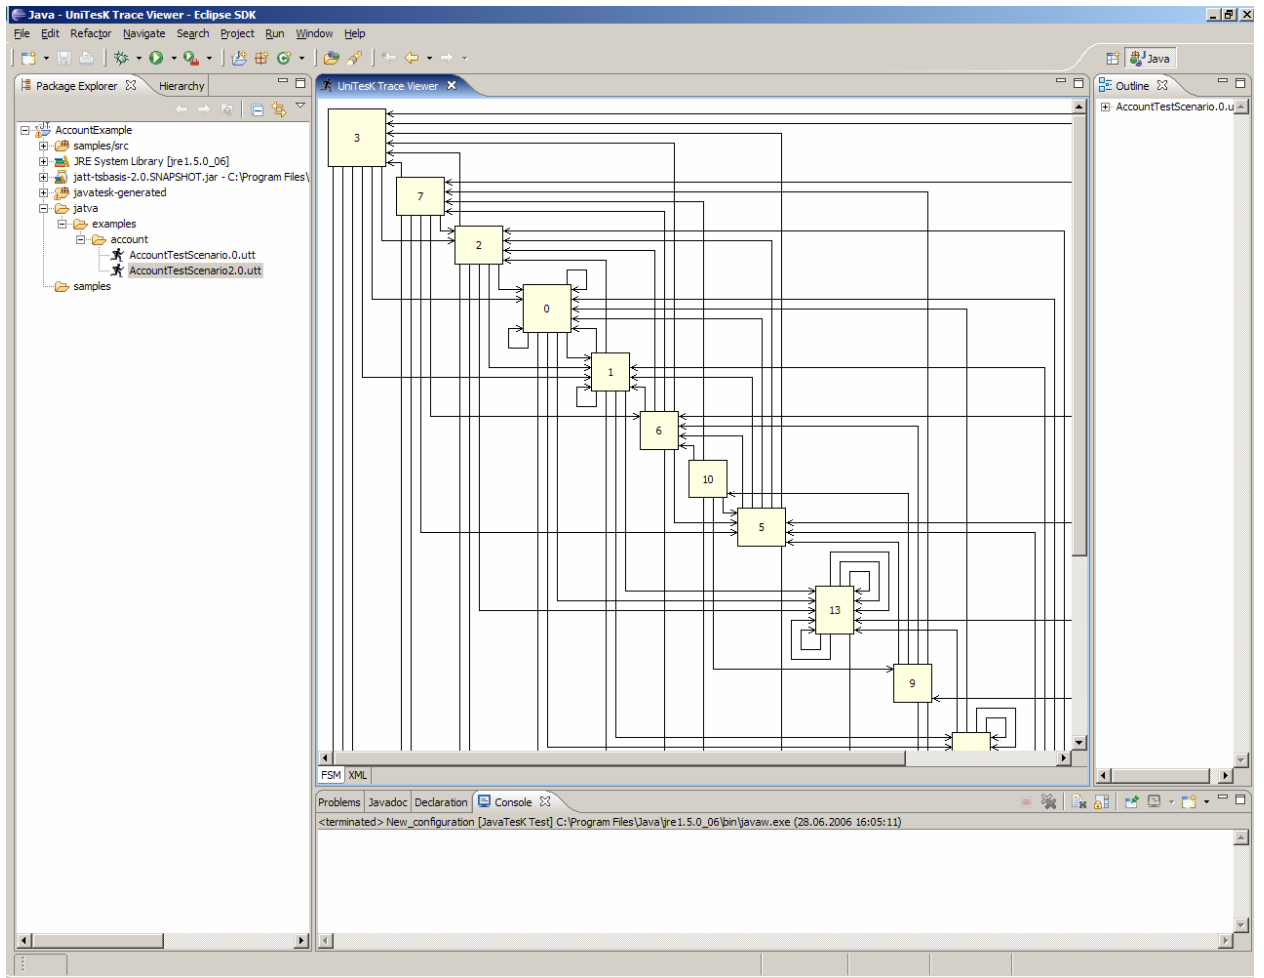 Java - UniTesK Trace Viewer - Eclipse SDK
File Edit Refactor Navigate Search Project Run Window Help
Java
Package Explorer Hierarchy
UniTesK Trace Viewer
Outline
AccountExample
samples/src
JRE System Library [jre1.5.0_06]
jatt-tsbasis-2.0.SNAPSHOT.jar - C:\Program Files\
javatesk-generated
jatva
examples
account
AccountTestScenario.0.utt
AccountTestScenario2.0.utt
samples
3
7
2
0
1
6
10
5
13
9
FSM XML
AccountTestScenario.0.u
Problems Javadoc Declaration Console
<terminated> New_configuration [JavaTesK Test] C:\Program Files\Java\jre1.5.0_06\bin\javaw.exe (28.06.2006 16:05:11)